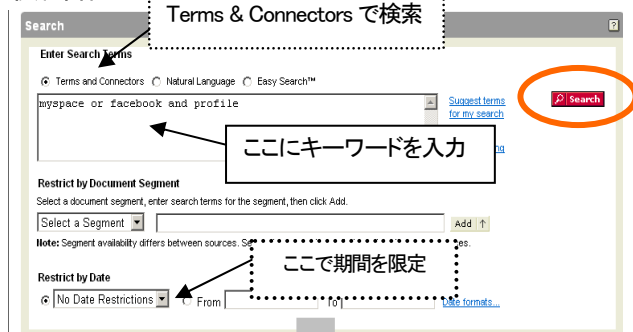 Terms & Connectors で検索
Search
?
Enter Search Terms
Terms and Connectors Natural Language Easy Search™
myspace or facebook and profile
Suggest terms
for my search
Search
ここにキーワードを入力
Restrict by Document Segment
Select a document segment, enter search terms for the segment, then click Add.
Select a Segment
Add ↑
Note: Segment availability differs between sources.
ここで期間を限定
Restrict by Date
No Date Restrictions From To Date formats...